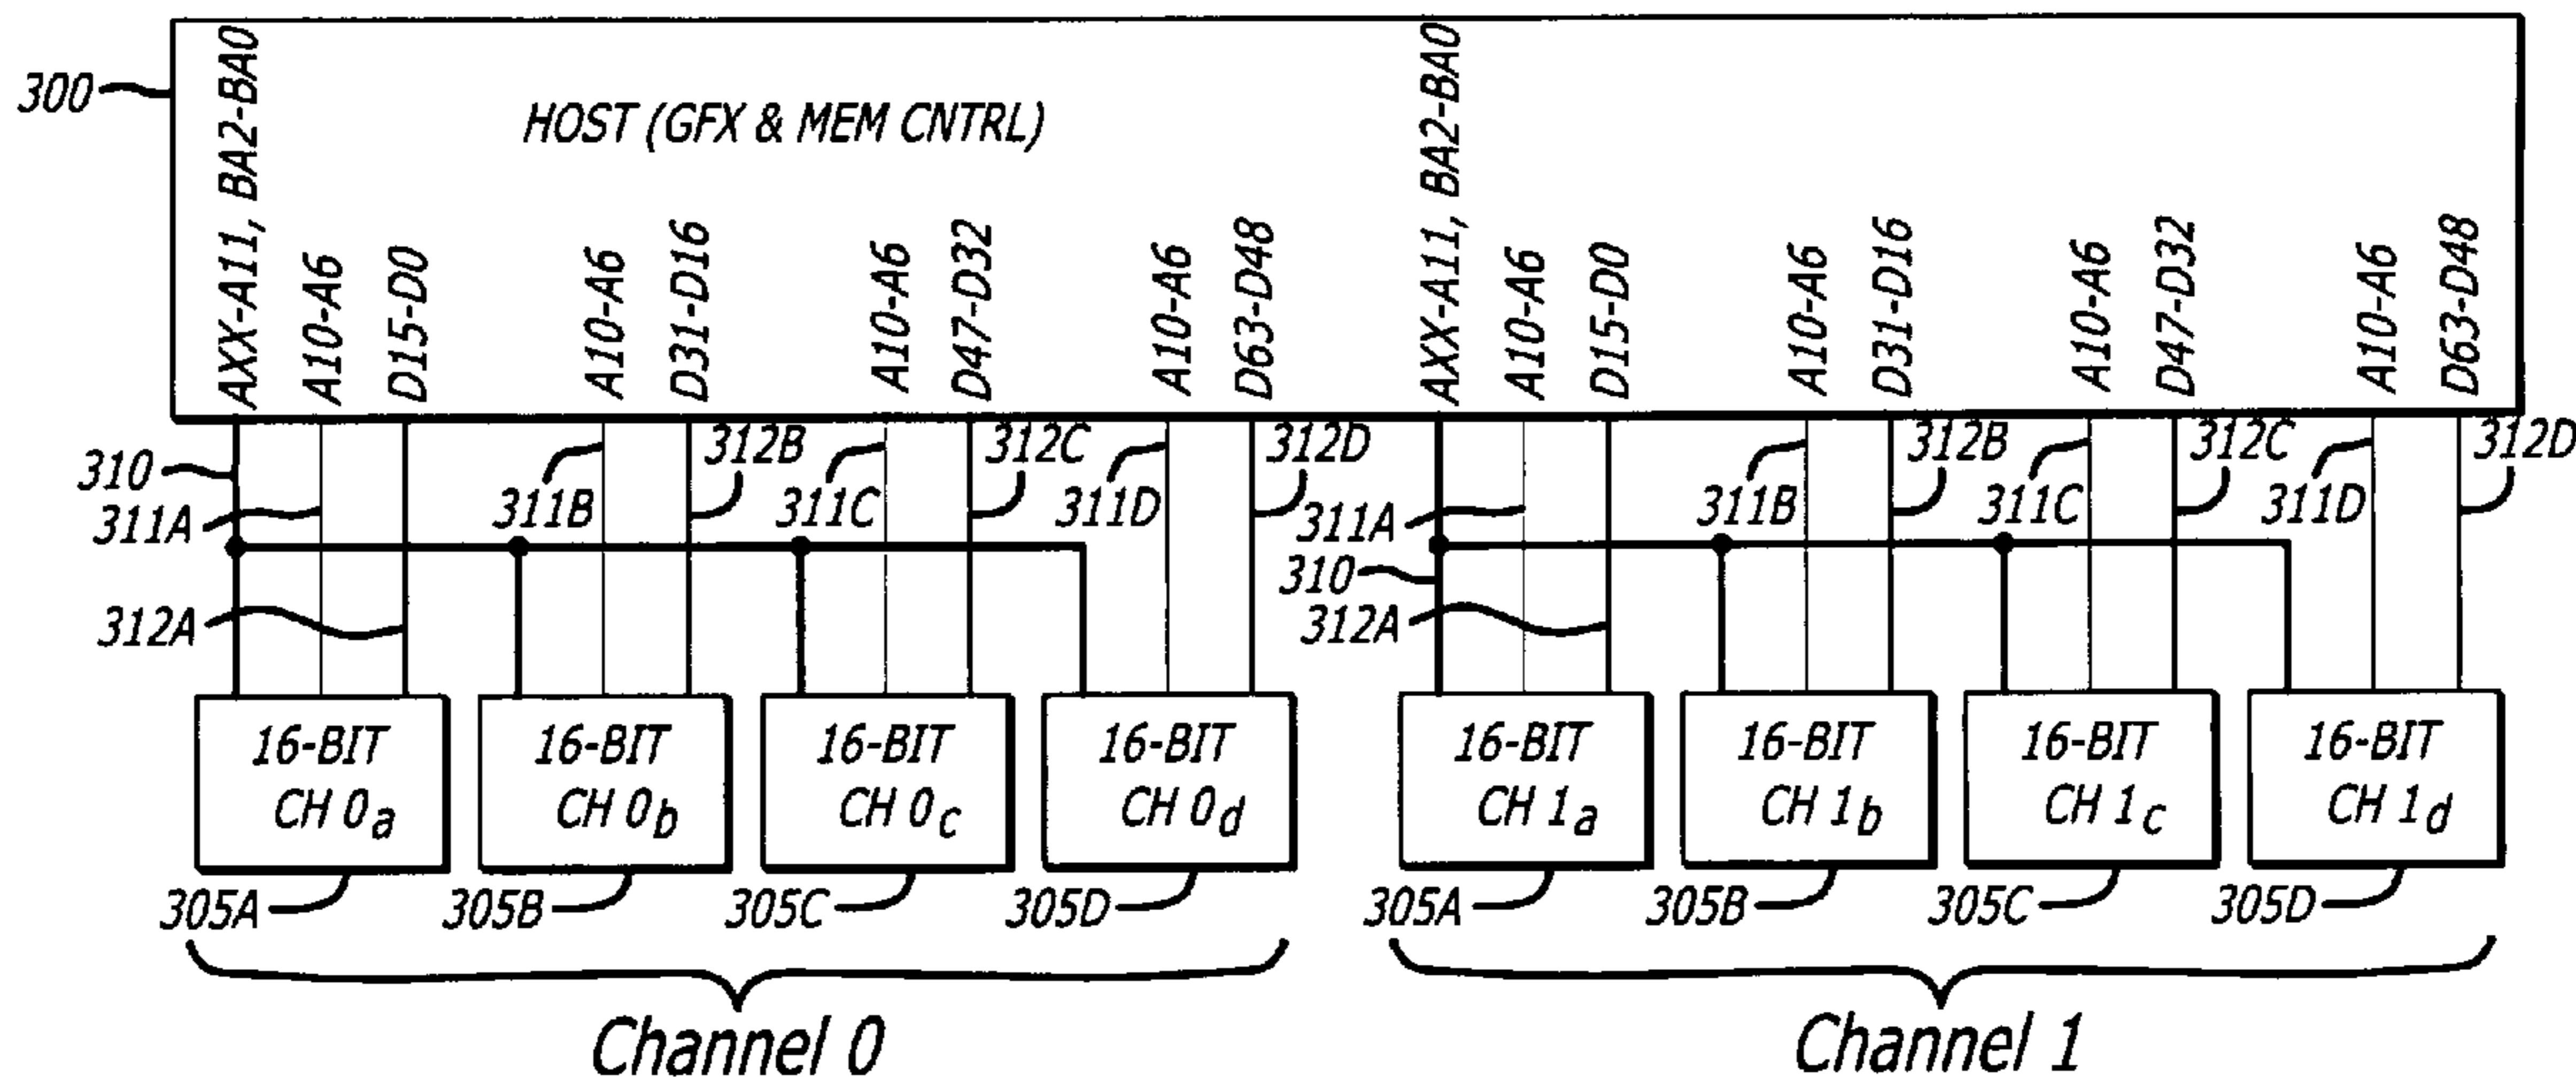 300
HOST (GFX & MEM CNTRL)
AXX-A11, BA2-BA0
A10-A6
D15-D0
A10-A6
D31-D16
A10-A6
D47-D32
A10-A6
D63-D48
AXX-A11, BA2-BA0
A10-A6
D15-D0
A10-A6
D31-D16
A10-A6
D47-D32
A10-A6
D63-D48
310
311A
312A
311B
312B
311C
312C
311D
312D
311A
310
312A
311B
312B
311C
312C
311D
312D
16-BIT
CH 0a
16-BIT
CH 0b
16-BIT
CH 0c
16-BIT
CH 0d
16-BIT
CH 1a
16-BIT
CH 1b
16-BIT
CH 1c
16-BIT
CH 1d
305A
305B
305C
305D
305A
305B
305C
305D
Channel 0
Channel 1